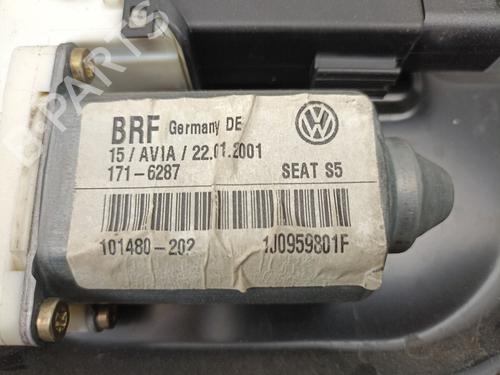 BRF Germany DE
15 / AVIA / 22.01.2001
171-6287 SEAT S5
101480-202 1J0959801F
B-PARTS